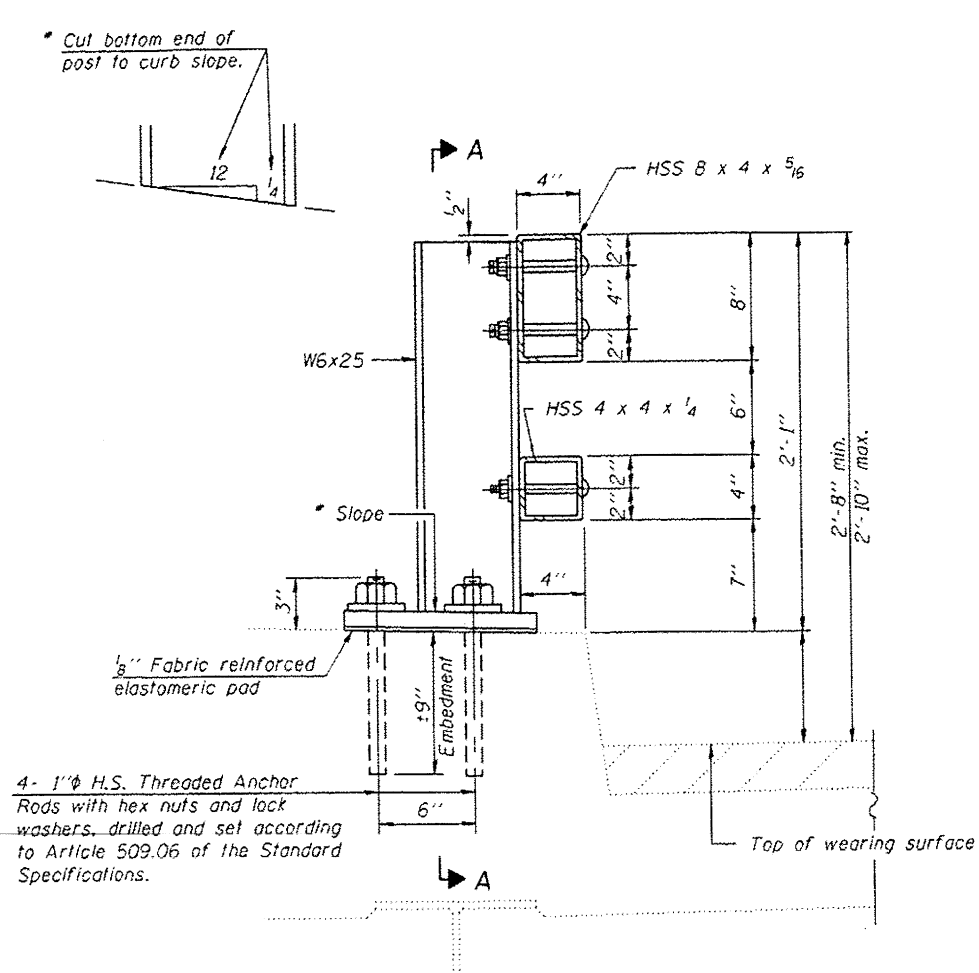 * Cut bottom end of
post to curb slope.
12
1/4
A
4"
HSS 8 x 4 x 5/16
1/2"
2"
4"
2"
8"
W6x25
HSS 4 x 4 x 1/4
6"
2'-1"
2'-8" min.
2'-10" max.
2"
2"
4"
* Slope
4"
7"
3"
1/8" Fabric reinforced
elastomeric pad
±9"
Embedment
4- 1"ϕ H.S. Threaded Anchor
Rods with hex nuts and lock
washers, drilled and set according
to Article 509.06 of the Standard
Specifications.
6"
Top of wearing surface
A